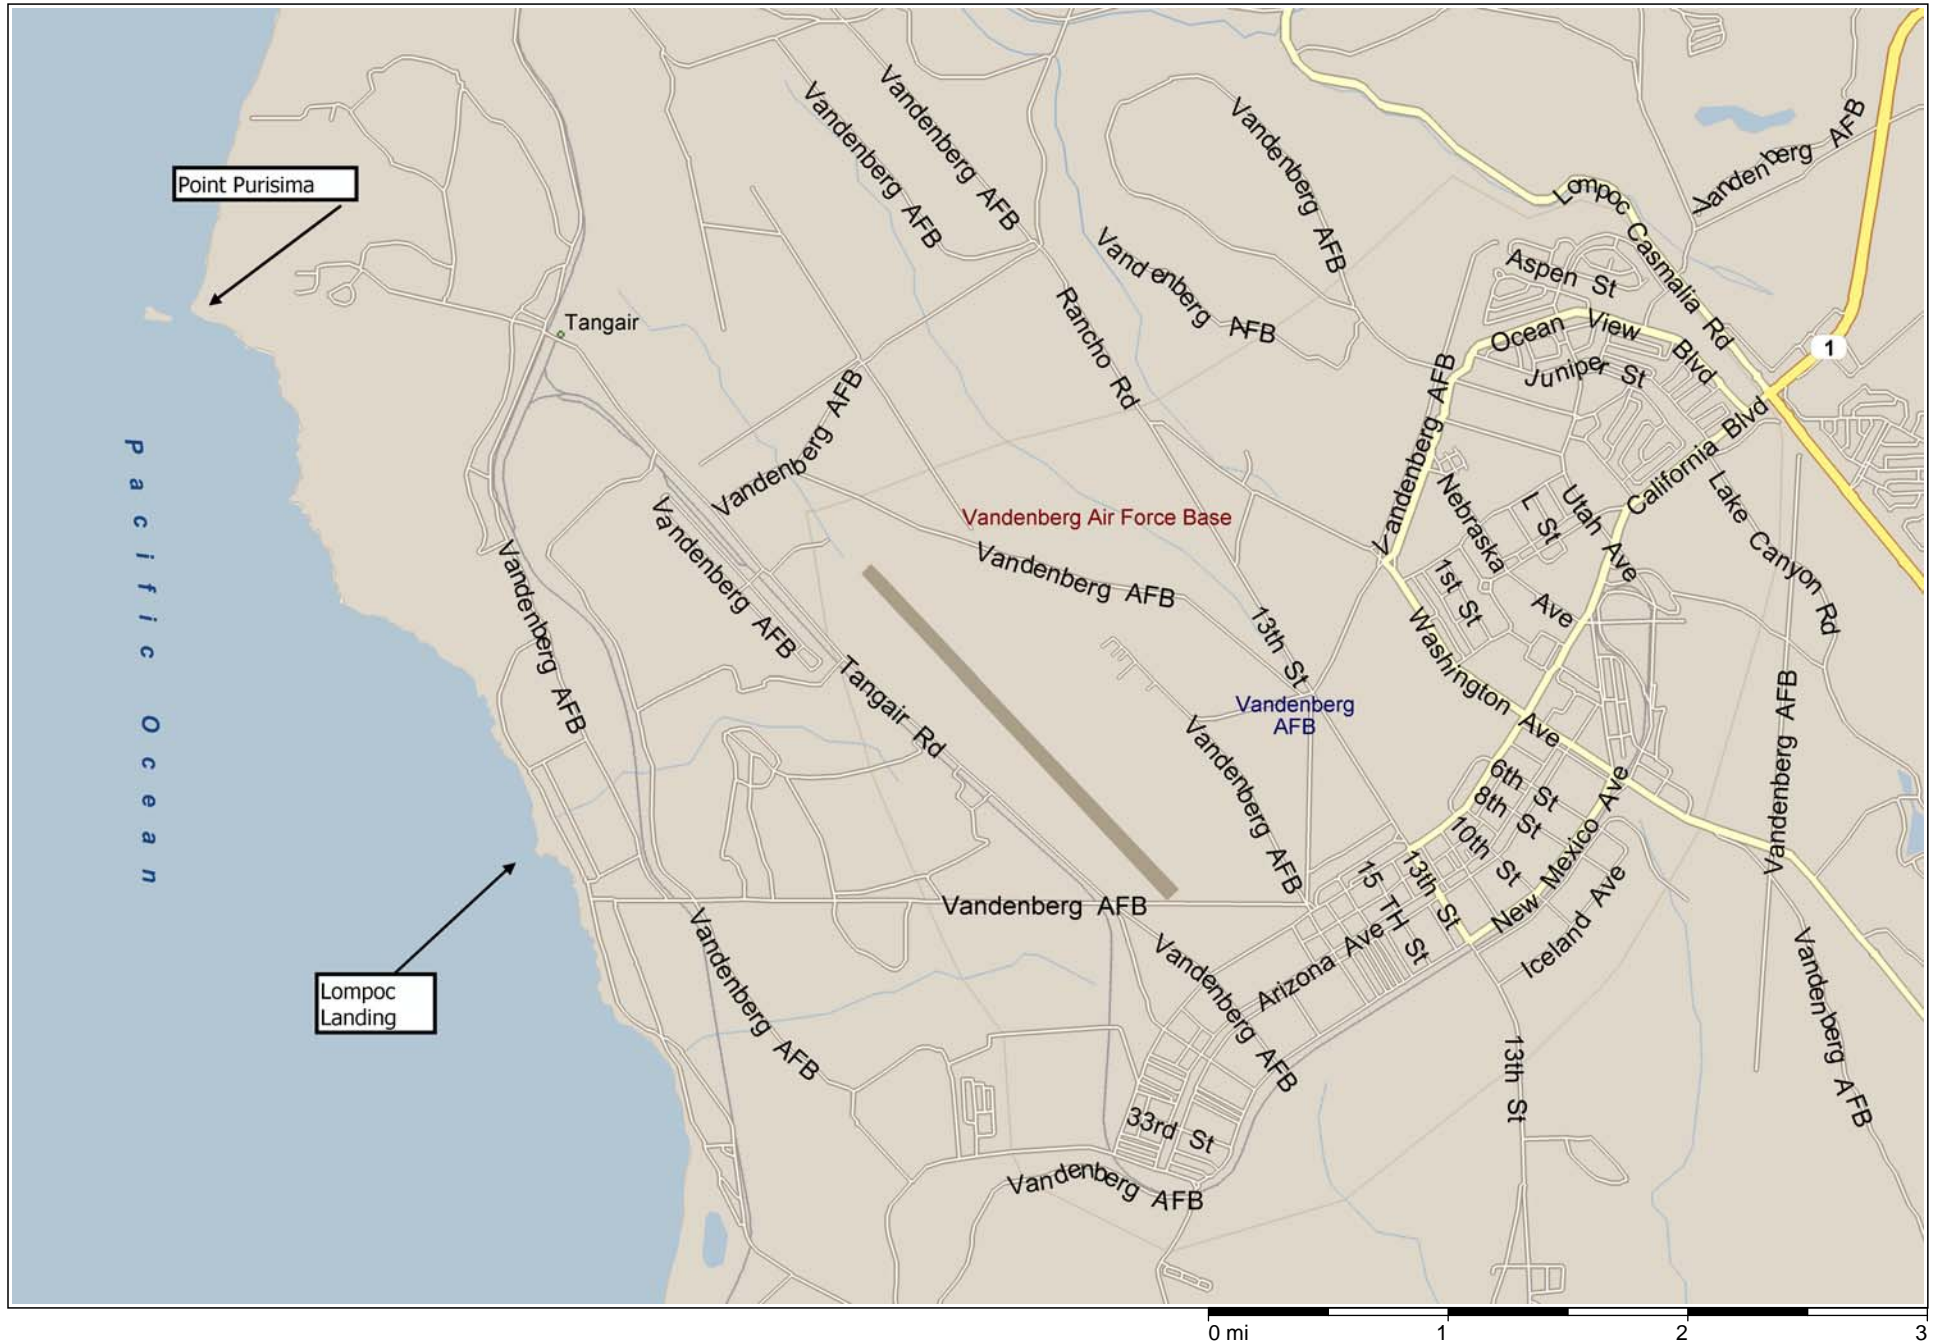 Vandenberg AFB
Vandenberg AFB
Vandenberg AFB
Vandenberg AFB
Point Purisima
Lompoc Casmalia Rd
Vandenberg AFB
Aspen St
Tangair
Rancho Rd
Ocean View Blvd
1
Juniper St
Vandenberg AFB
Vandenberg AFB
California Blvd
Pacific Ocean
Vandenberg AFB
Vandenberg Air Force Base
Nebraska Ave
L St
Utah Ave
Lake Canyon Rd
Vandenberg AFB
Vandenberg AFB
1st St
13th St
Washington Ave
Tangair Rd
Vandenberg
AFB
Vandenberg AFB
Vandenberg AFB
6th St
8th St
10th St
New Mexico Ave
13th St
15 TH St
Iceland Ave
Vandenberg AFB
Arizona Ave
Vandenberg AFB
Vandenberg AFB
Vandenberg AFB
Lompoc
Landing
13th St
33rd St
Vandenberg AFB
0 mi 1 2 3